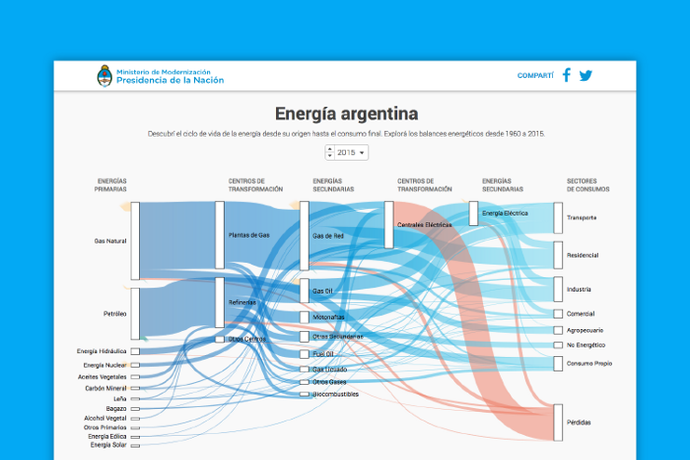 Ministerio de Modernización
Presidencia de la Nación
COMPARTÍ
Energía argentina
Descubrí el ciclo de vida de la energía desde su origen hasta el consumo final. Explorá los balances energéticos desde 1960 a 2015.
2015
ENERGÍAS
PRIMARIAS
CENTROS DE
TRANSFORMACIÓN
ENERGÍAS
SECUNDARIAS
CENTROS DE
TRANSFORMACIÓN
ENERGÍAS
SECUNDARIAS
SECTORES
DE CONSUMOS
Gas Natural
Petróleo
Energía Hidráulica
Energía Nuclear
Aceites Vegetales
Carbón Mineral
Leña
Bagazo
Alcohol Vegetal
Otros Primarios
Energía Eólica
Energía Solar
Plantas de Gas
Refinerías
Otros Centros
Gas de Red
Gas Oil
Motonaftas
Otras Secundarias
Fuel Oil
Gas Licuado
Otros Gases
Biocombustibles
Centrales Eléctricas
Energía Eléctrica
Transporte
Residencial
Industria
Comercial
Agropecuario
No Energético
Consumo Propio
Pérdidas